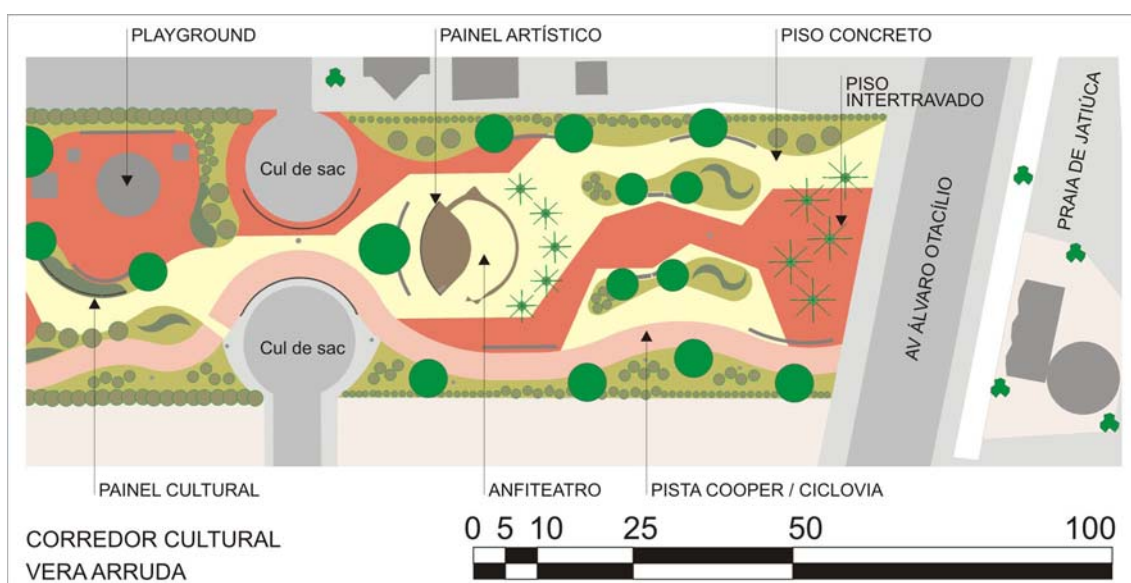 PLAYGROUND
PAINEL ARTÍSTICO
PISO CONCRETO
PISO
INTERTRAVADO
Cul de sac
Cul de sac
AV ÁLVARO OTACÍLIO
PRAIA DE JATIÚCA
PAINEL CULTURAL
ANFITEATRO
PISTA COOPER / CICLOVIA
CORREDOR CULTURAL
VERA ARRUDA
0 5 10 25 50 100